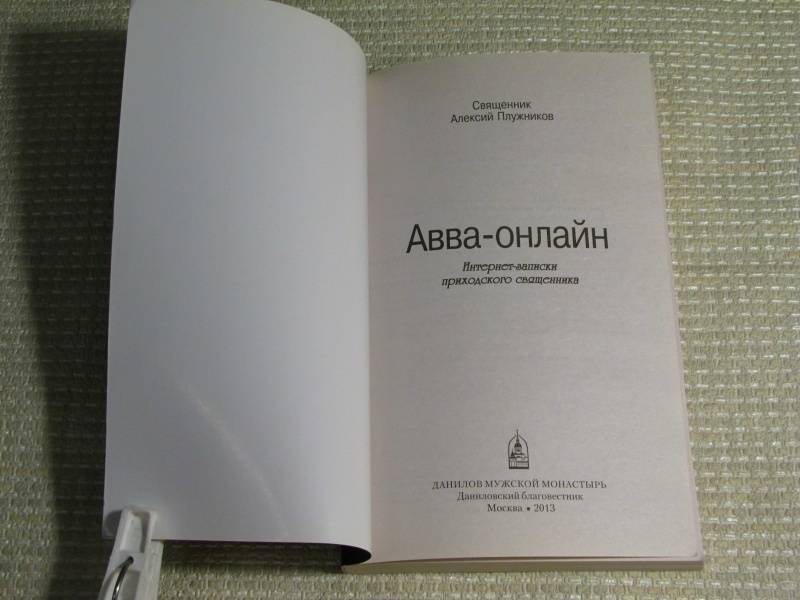 Священник
Алексий Плужников
Авва-онлайн
Интернет-записки
приходского священника
ДАНИЛОВ МУЖСКОЙ МОНАСТЫРЬ
Даниловский благовестник
Москва • 2013